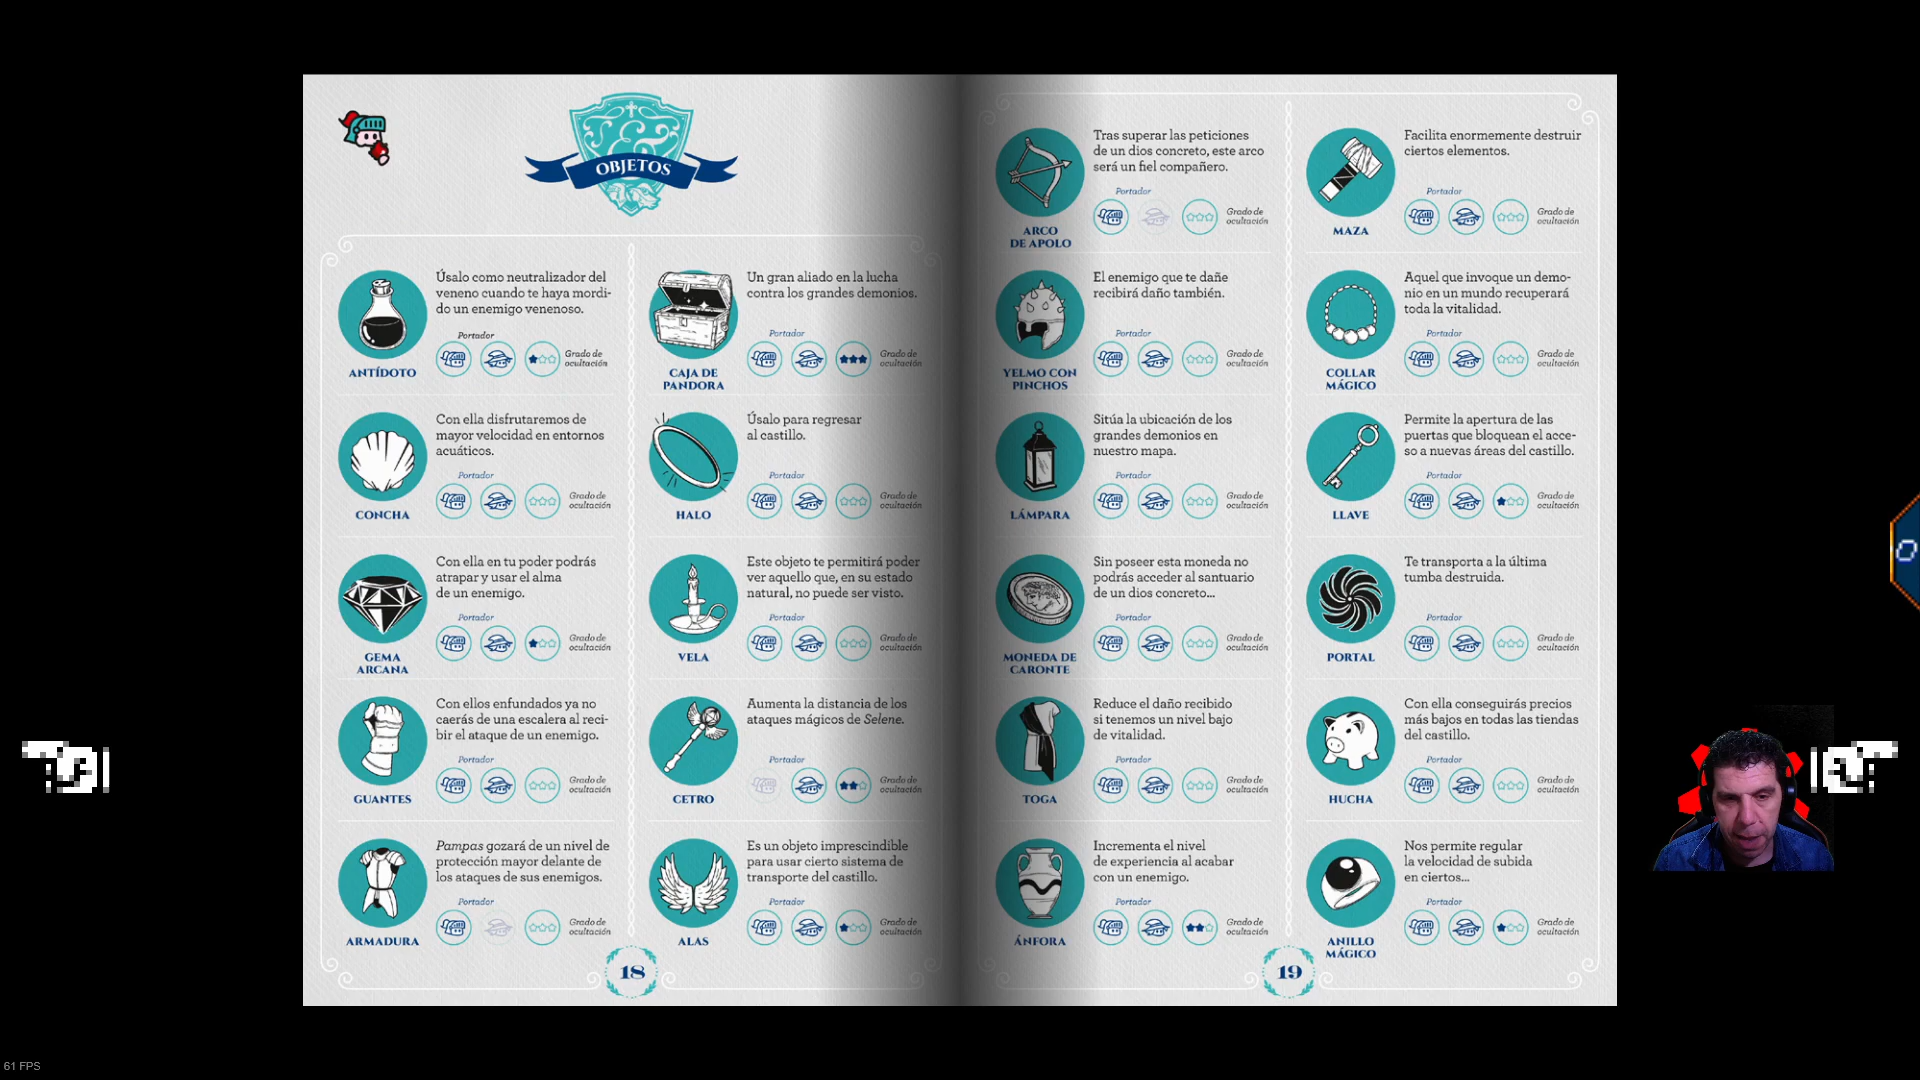 OBJETOS
Úsalo como neutralizador del
veneno cuando te haya mordi-
do un enemigo venenoso.
Portador
Grado de
ocultación
ANTÍDOTO
Con ella disfrutaremos de
mayor velocidad en entornos
acuáticos.
Portador
Grado de
ocultación
CONCHA
Con ella en tu poder podrás
atrapar y usar el alma
de un enemigo.
Portador
Grado de
ocultación
GEMA
ARCANA
Con ellos enfundados ya no
caerás de una escalera al reci-
bir el ataque de un enemigo.
Portador
Grado de
ocultación
GUANTES
Pampas gozará de un nivel de
protección mayor delante de
los ataques de sus enemigos.
Portador
Grado de
ocultación
ARMADURA
Un gran aliado en la lucha
contra los grandes demonios.
Portador
Grado de
ocultación
CAJA DE
PANDORA
Úsalo para regresar
al castillo.
Portador
Grado de
ocultación
HALO
Este objeto te permitirá poder
ver aquello que, en su estado
natural, no puede ser visto.
Portador
Grado de
ocultación
VELA
Aumenta la distancia de los
ataques mágicos de Selene.
Portador
Grado de
ocultación
CETRO
Es un objeto imprescindible
para usar cierto sistema de
transporte del castillo.
Portador
Grado de
ocultación
ALAS
18
Tras superar las peticiones
de un dios concreto, este arco
será un fiel compañero.
Portador
Grado de
ocultación
ARCO
DE APOLO
El enemigo que te dañe
recibirá daño también.
Portador
Grado de
ocultación
YELMO CON
PINCHOS
Sitúa la ubicación de los
grandes demonios en
nuestro mapa.
Portador
Grado de
ocultación
LÁMPARA
Sin poseer esta moneda no
podrás acceder al santuario
de un dios concreto...
Portador
Grado de
ocultación
MONEDA DE
CARONTE
Reduce el daño recibido
si tenemos un nivel bajo
de vitalidad.
Portador
Grado de
ocultación
TOGA
Incrementa el nivel
de experiencia al acabar
con un enemigo.
Portador
Grado de
ocultación
ÁNFORA
Facilita enormemente destruir
ciertos elementos.
Portador
Grado de
ocultación
MAZA
Aquel que invoque un demo-
nio en un mundo recuperará
toda la vitalidad.
Portador
Grado de
ocultación
COLLAR
MÁGICO
Permite la apertura de las
puertas que bloquean el acce-
so a nuevas áreas del castillo.
Portador
Grado de
ocultación
LLAVE
Te transporta a la última
tumba destruida.
Portador
Grado de
ocultación
PORTAL
Con ella conseguirás precios
más bajos en todas las tiendas
del castillo.
Portador
Grado de
ocultación
HUCHA
Nos permite regular
la velocidad de subida
en ciertos...
Portador
Grado de
ocultación
ANILLO
MÁGICO
19
61 FPS